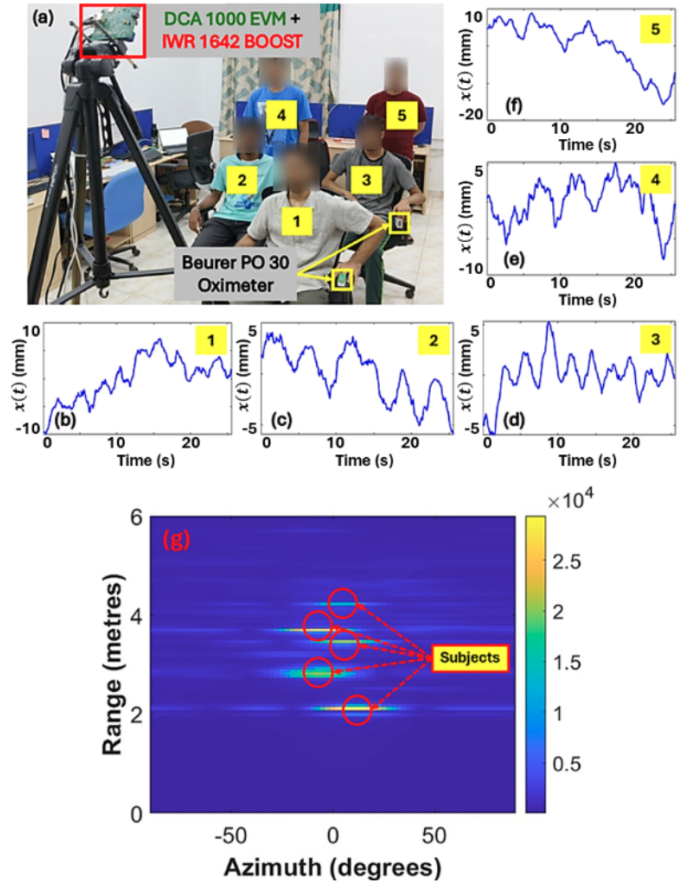 (a)
DCA 1000 EVM +
IWR 1642 BOOST
4
5
2
3
1
Beurer PO 30
Oximeter
10
x(t) (mm)
-20
5
(f)
0
10
20
Time (s)
5
x(t) (mm)
-10
4
(e)
0
10
20
Time (s)
10
x(t) (mm)
-10
1
(b)
0
10
20
Time (s)
5
x(t) (mm)
-5
2
(c)
0
10
20
Time (s)
5
x(t) (mm)
-5
3
(d)
0
10
20
Time (s)
(g)
×10⁴
6
4
2
0
Range (metres)
-50
0
50
Azimuth (degrees)
Subjects
2.5
2
1.5
1
0.5